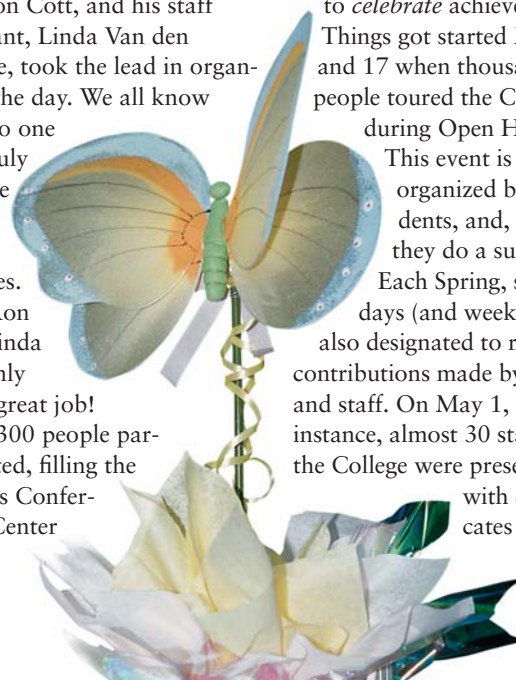 on Cott, and his staff
ant, Linda Van den
e, took the lead in organ-
the day. We all know
o one
uly
e
es.
on
inda
nly
great job!
300 people par-
ted, filling the
s Confer-
Center
to celebrate achieve
Things got started
and 17 when thousa
people toured the C
during Open H
This event is
organized b
dents, and,
they do a su
Each Spring, s
days (and week
also designated to r
contributions made by
and staff. On May 1,
instance, almost 30 sta
the College were prese
with
cates